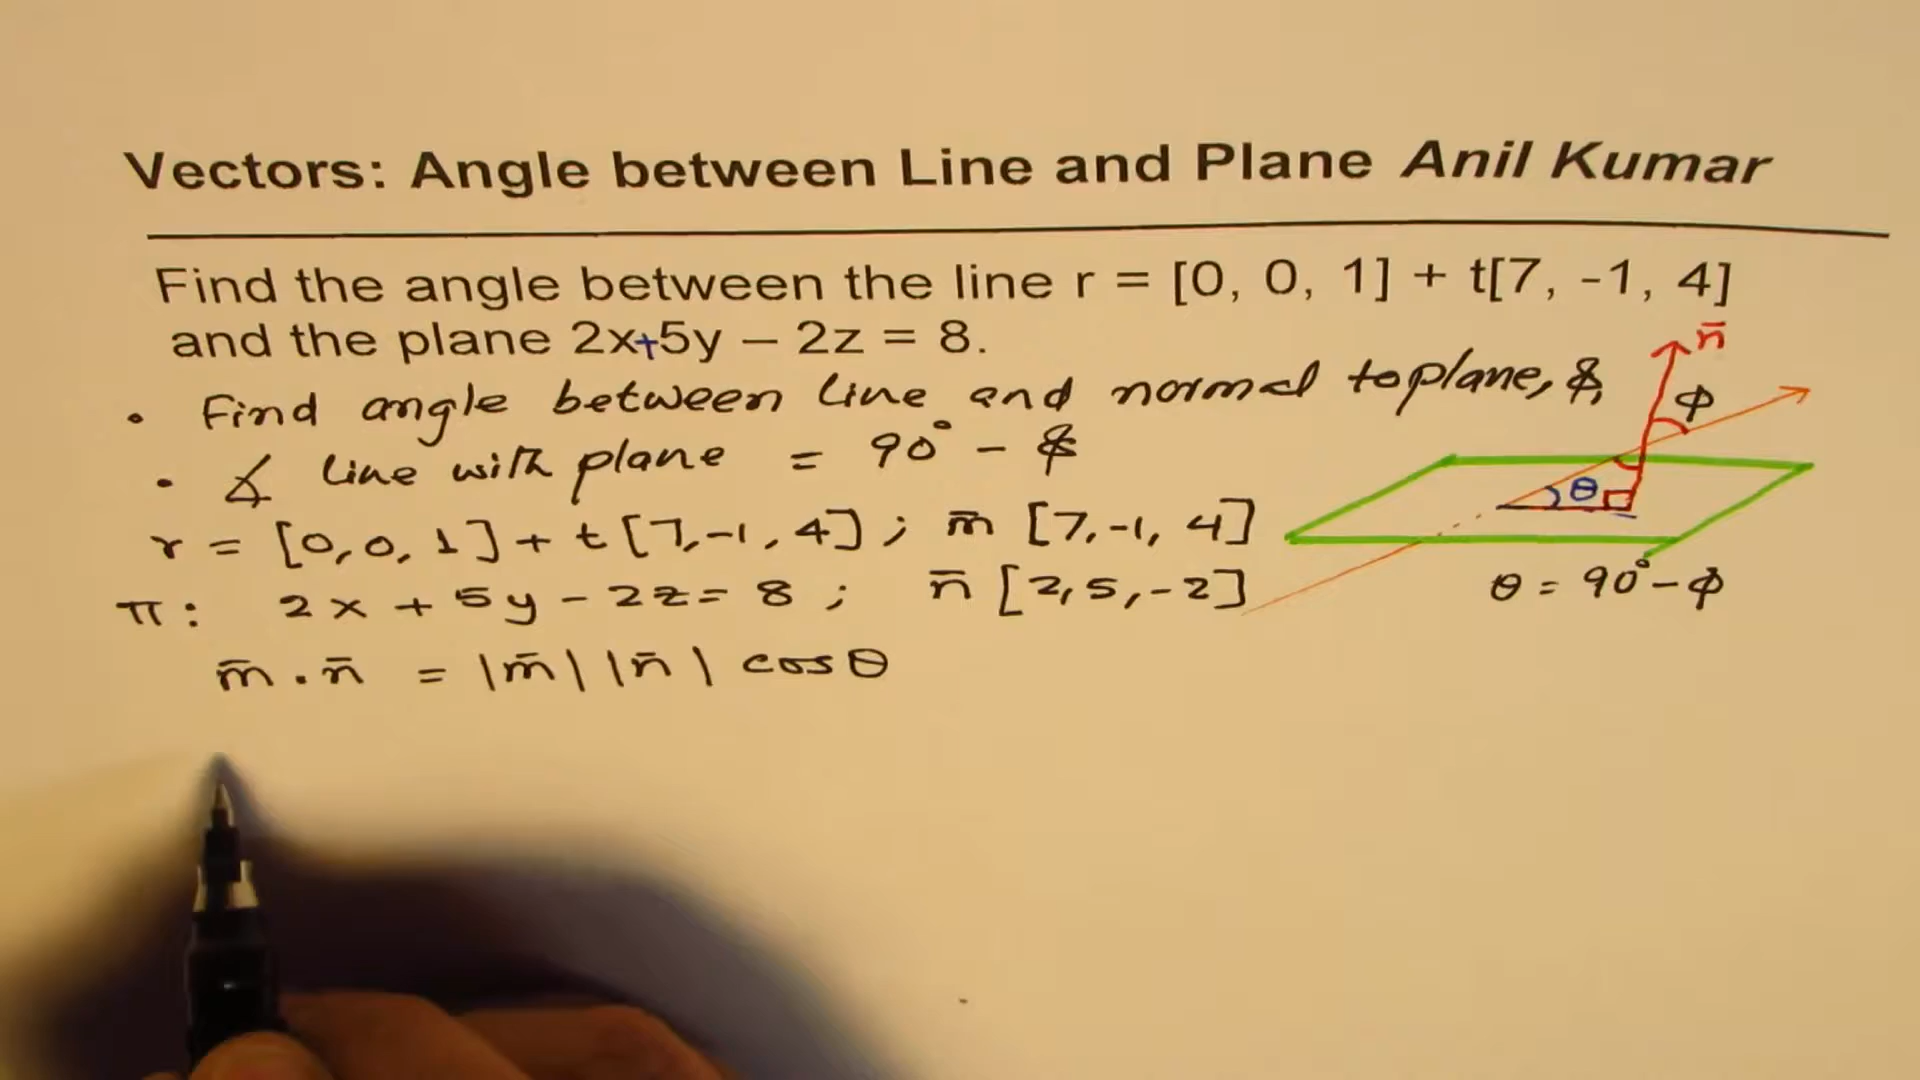 Vectors: Angle between Line and Plane Anil Kumar
Find the angle between the line r = [0, 0, 1] + t[7, -1, 4]
and the plane 2x+5y – 2z = 8.
• Find angle between line and normal to plane, ϕ
• ∡ line with plane = 90° - ϕ
r = [0, 0, 1] + t [7, -1, 4] ; m̄ [7, -1, 4]
π : 2x + 5y - 2z = 8 ; n̄ [2, 5, -2]
m̄ . n̄ = |m̄| |n̄| cos θ
n̄
ϕ
θ
θ = 90° - ϕ